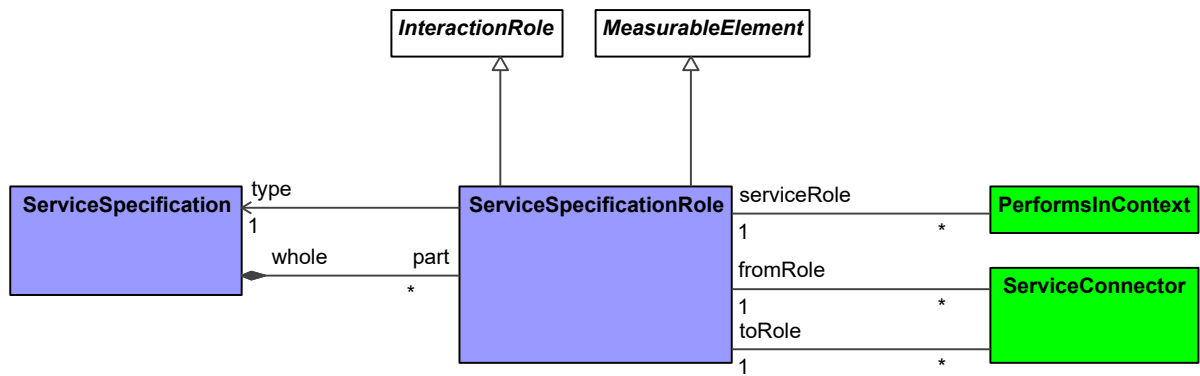 InteractionRole
MeasurableElement
ServiceSpecification
type
1
whole
part
*
ServiceSpecificationRole
serviceRole
1
*
PerformsInContext
fromRole
1
*
ServiceConnector
toRole
1
*